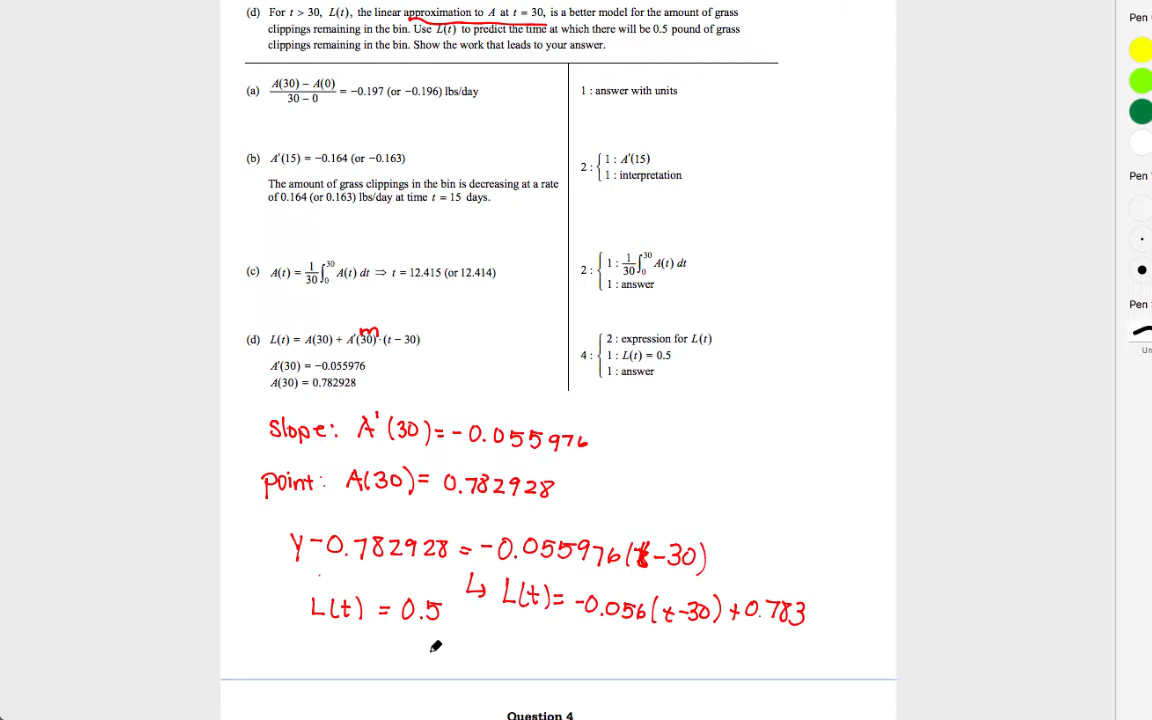 (d) For t > 30, L(t), the linear approximation to A at t = 30, is a better model for the amount of grass
clippings remaining in the bin. Use L(t) to predict the time at which there will be 0.5 pound of grass
clippings remaining in the bin. Show the work that leads to your answer.
(a) A(30) − A(0) / 30 − 0 = −0.197 (or −0.196) lbs/day
1 : answer with units
(b) A′(15) = −0.164 (or −0.163)
The amount of grass clippings in the bin is decreasing at a rate
of 0.164 (or 0.163) lbs/day at time t = 15 days.
2 : { 1 : A′(15)
1 : interpretation
(c) A(t) = 1/30 ∫₀³⁰ A(t) dt ⇒ t = 12.415 (or 12.414)
2 : { 1 : 1/30 ∫₀³⁰ A(t) dt
1 : answer
m
(d) L(t) = A(30) + A′(30) · (t − 30)
A′(30) = −0.055976
A(30) = 0.782928
4 : { 2 : expression for L(t)
1 : L(t) = 0.5
1 : answer
Slope: A'(30) = -0.055976
Point: A(30) = 0.782928
Y-0.782928 = -0.055976(t-30)
↳ L(t)= -0.056(t-30)+0.783
L(t) = 0.5
Question 4
Pen
Pen
Pen